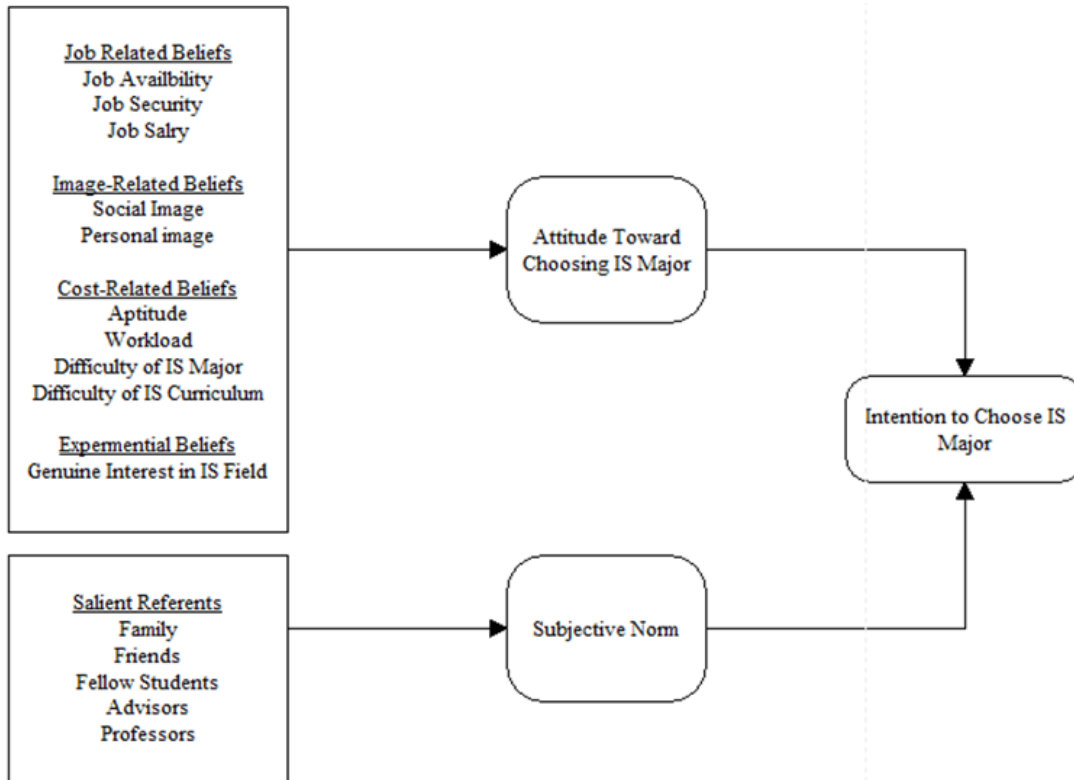 Job Related Beliefs
Job Availbility
Job Security
Job Salry
Image-Related Beliefs
Social Image
Personal image
Cost-Related Beliefs
Aptitude
Workload
Difficulty of IS Major
Difficulty of IS Curriculum
Expermential Beliefs
Genuine Interest in IS Field
Attitude Toward
Choosing IS Major
Intention to Choose IS
Major
Salient Referents
Family
Friends
Fellow Students
Advisors
Professors
Subjective Norm